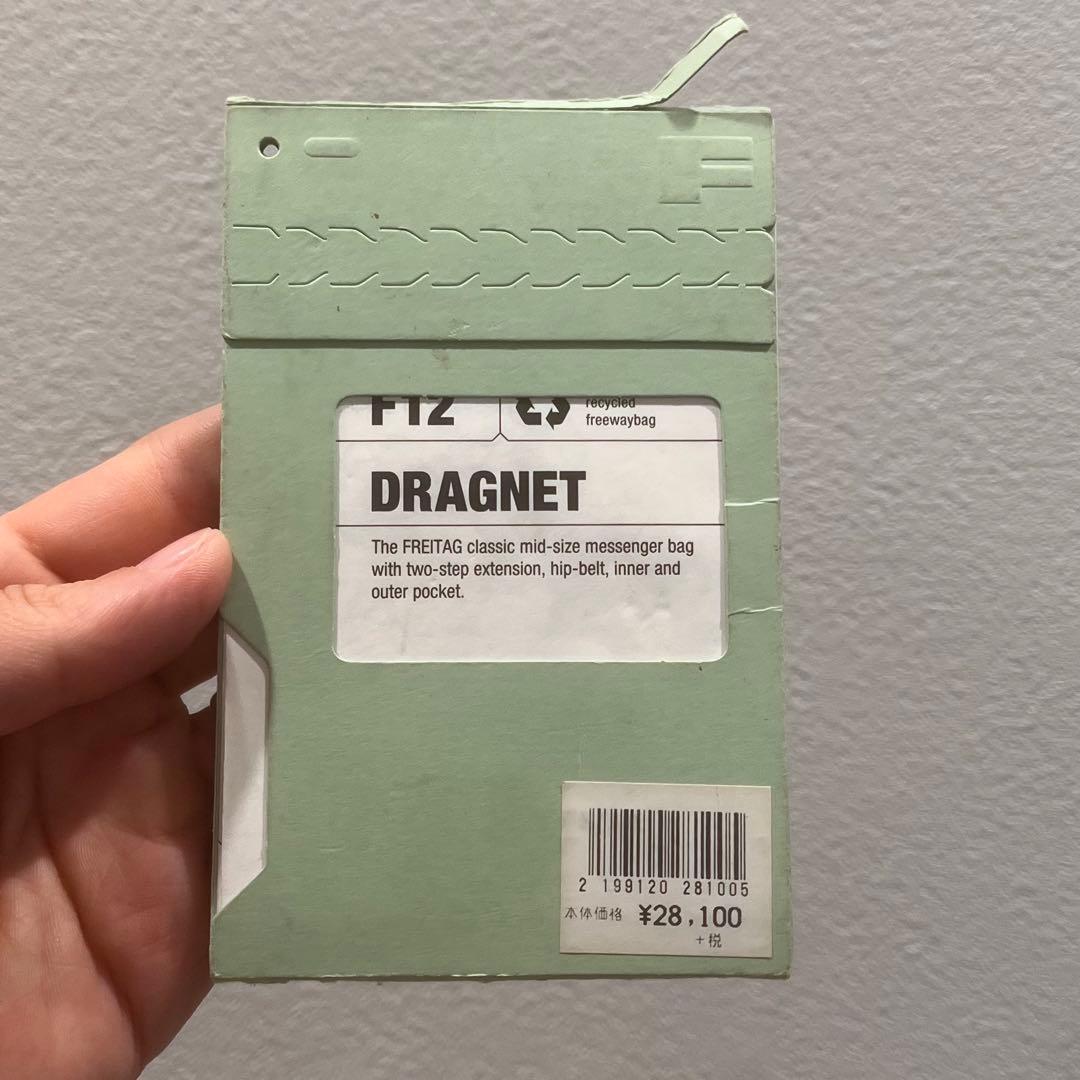 F12
recycled
freewaybag
DRAGNET
The FREITAG classic mid-size messenger bag
with two-step extension, hip-belt, inner and
outer pocket.
2 199120 281005
本体価格 ¥28,100
+税